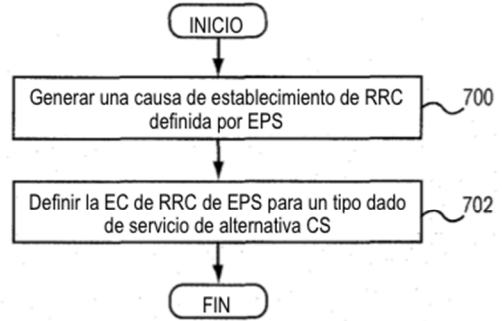 INICIO
Generar una causa de establecimiento de RRC
definida por EPS
700
Definir la EC de RRC de EPS para un tipo dado
de servicio de alternativa CS
702
FIN